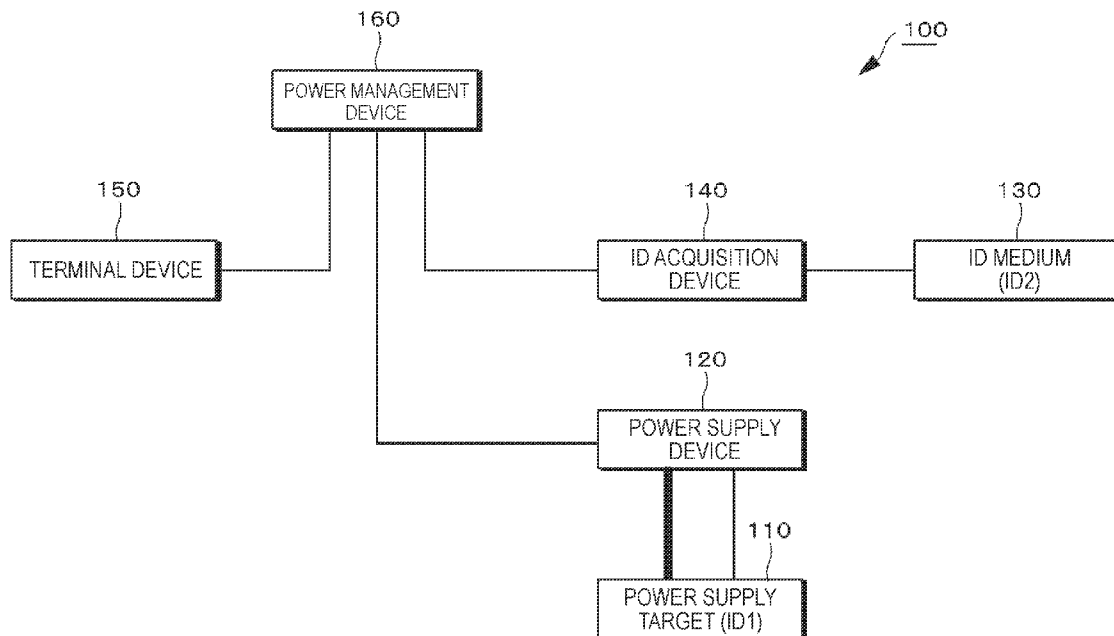 160
100
POWER MANAGEMENT
DEVICE
150
140
130
TERMINAL DEVICE
ID ACQUISITION
DEVICE
ID MEDIUM
(ID2)
120
POWER SUPPLY
DEVICE
110
POWER SUPPLY
TARGET (ID1)